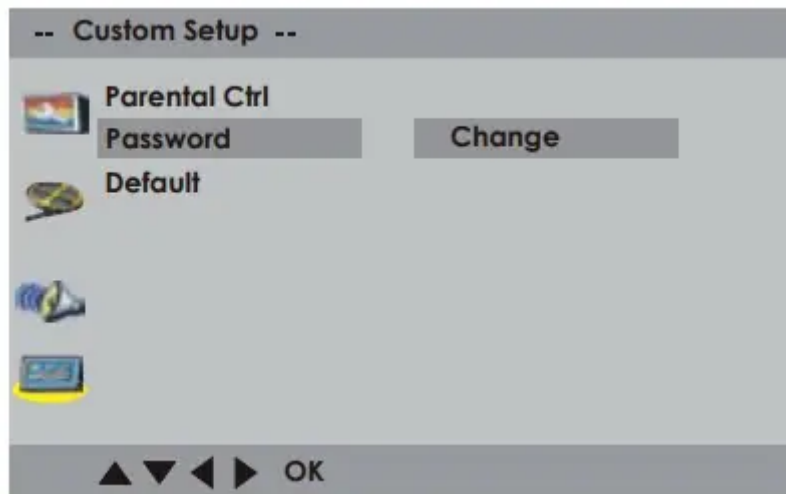 -- Custom Setup --
Parental Ctrl
Password Change
Default
▲ ▼ ◀ ▶ OK